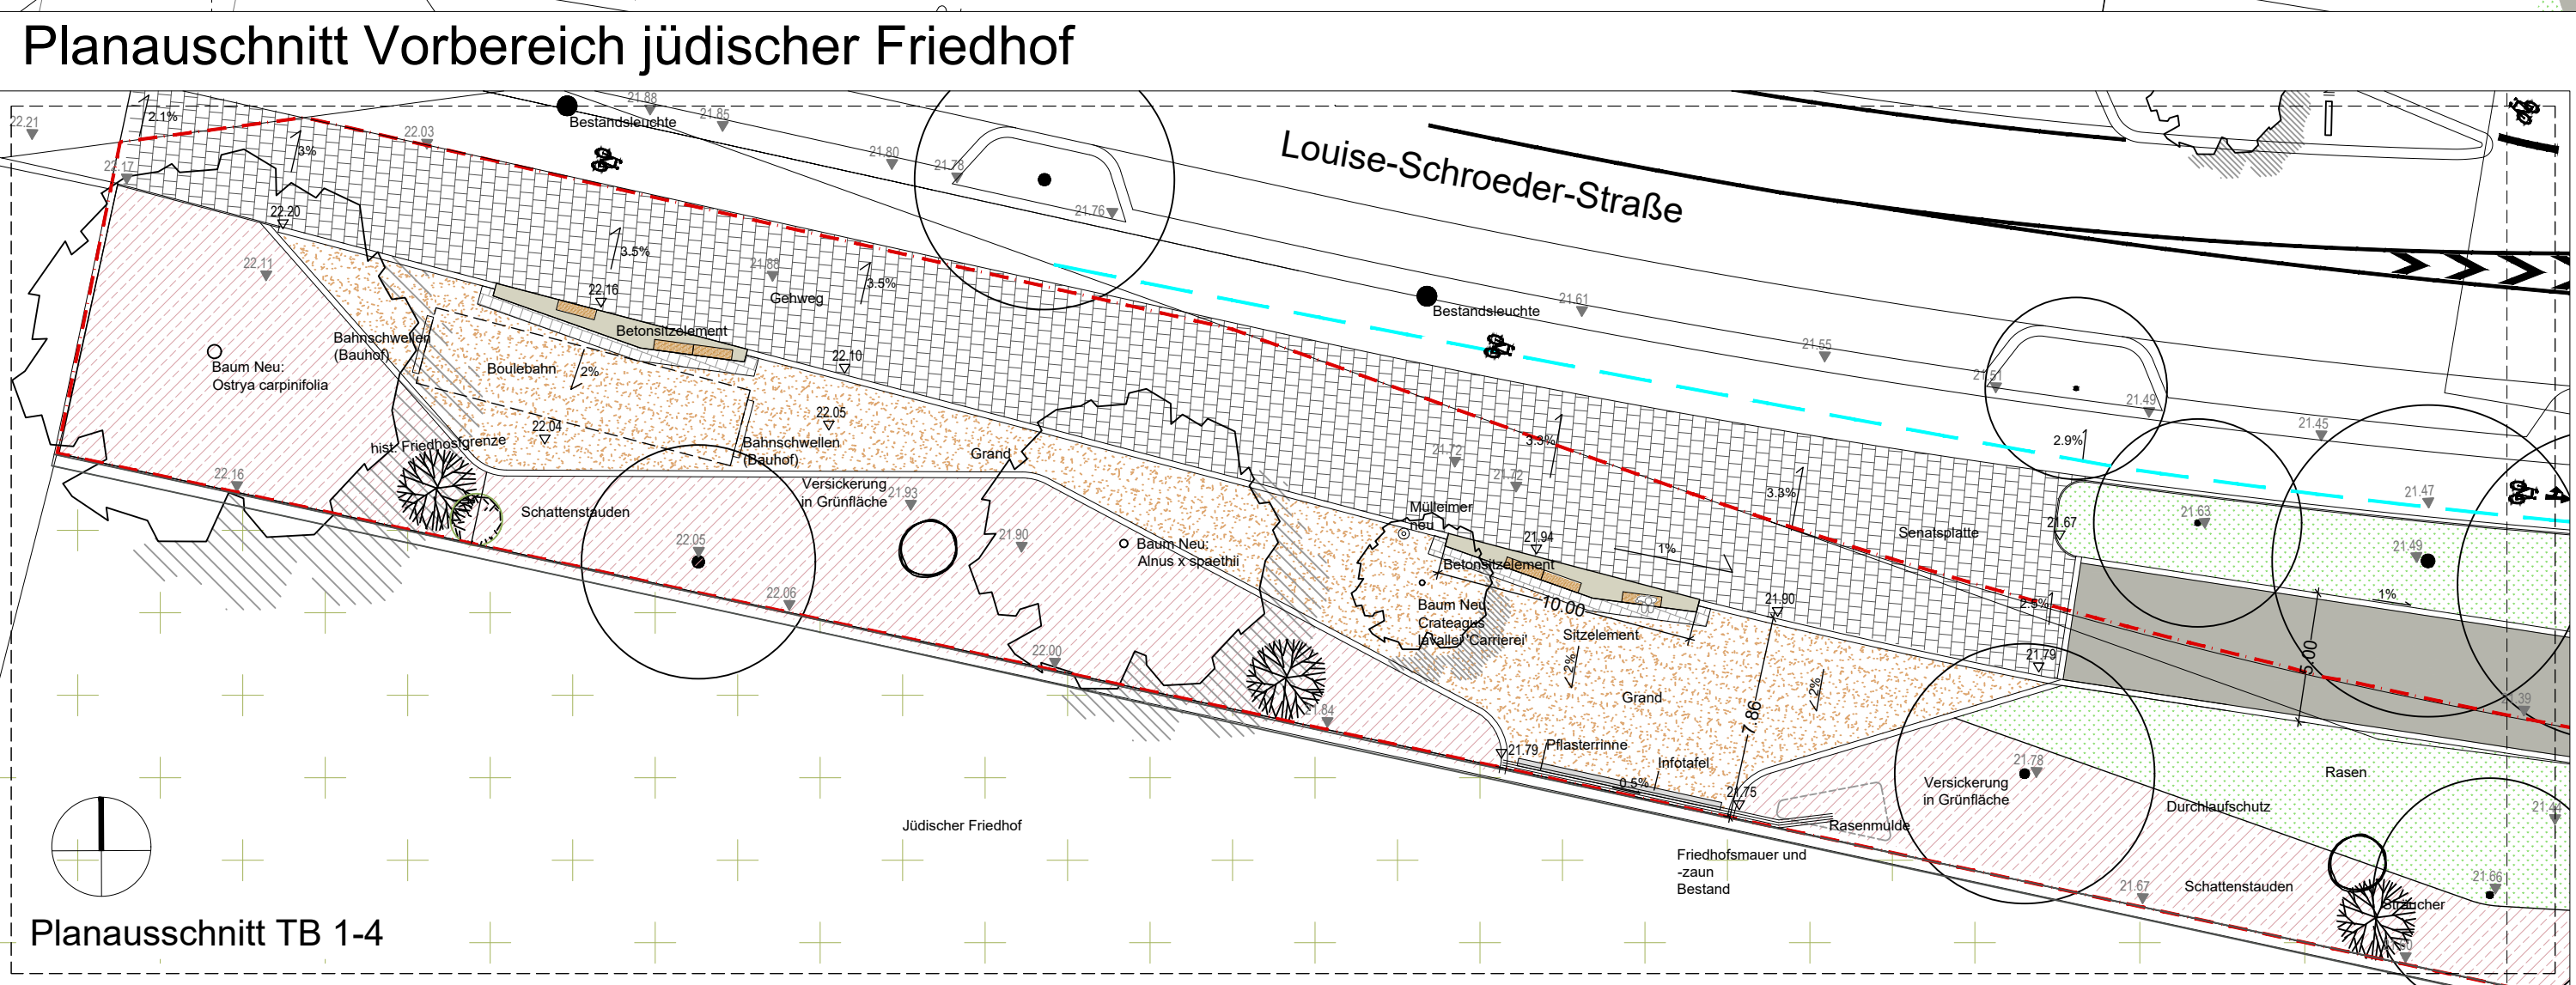 Planauschnitt Vorbereich jüdischer Friedhof
22.21
2.1%
22.03
21.88
Bestandsleuchte
21.85
21.80
21.78
21.76
Louise-Schroeder-Straße
22.17
3%
22.20
22.11
3.5%
22.16
21.88
3.5%
Gehweg
Betonsitzelement
Bestandsleuchte
21.61
21.55
21.51
21.49
21.45
Bahnschwellen
(Bauhof)
Baum Neu:
Ostrya carpinifolia
Boulebahn
2%
22.10
22.05
22.04
Bahnschwellen
(Bauhof)
Grand
hist. Friedhosfgrenze
22.16
Schattenstauden
Versickerung
in Grünfläche
21.93
21.90
22.05
22.06
22.00
Baum Neu:
Alnus x spaethii
3.3%
21.72
21.72
3.3%
Mülleimer
neu
21.94
Betonsitzelement
1%
Senatsplatte
2.9%
21.67
21.63
21.47
21.49
Baum Neu:
Crateagus
lavallei 'Carrierei'
10.00
Sitzelement
21.90
2.5%
21.79
1%
5.00
21.39
2%
2%
Grand
7.86
21.84
21.79
Pflasterrinne
Infotafel
0.5%
21.75
21.78
Versickerung
in Grünfläche
Rasenmulde
Rasen
Durchlaufschutz
21.44
Jüdischer Friedhof
Friedhofsmauer und
-zaun
Bestand
21.67
Schattenstauden
21.66
Sträucher
Planausschnitt TB 1-4